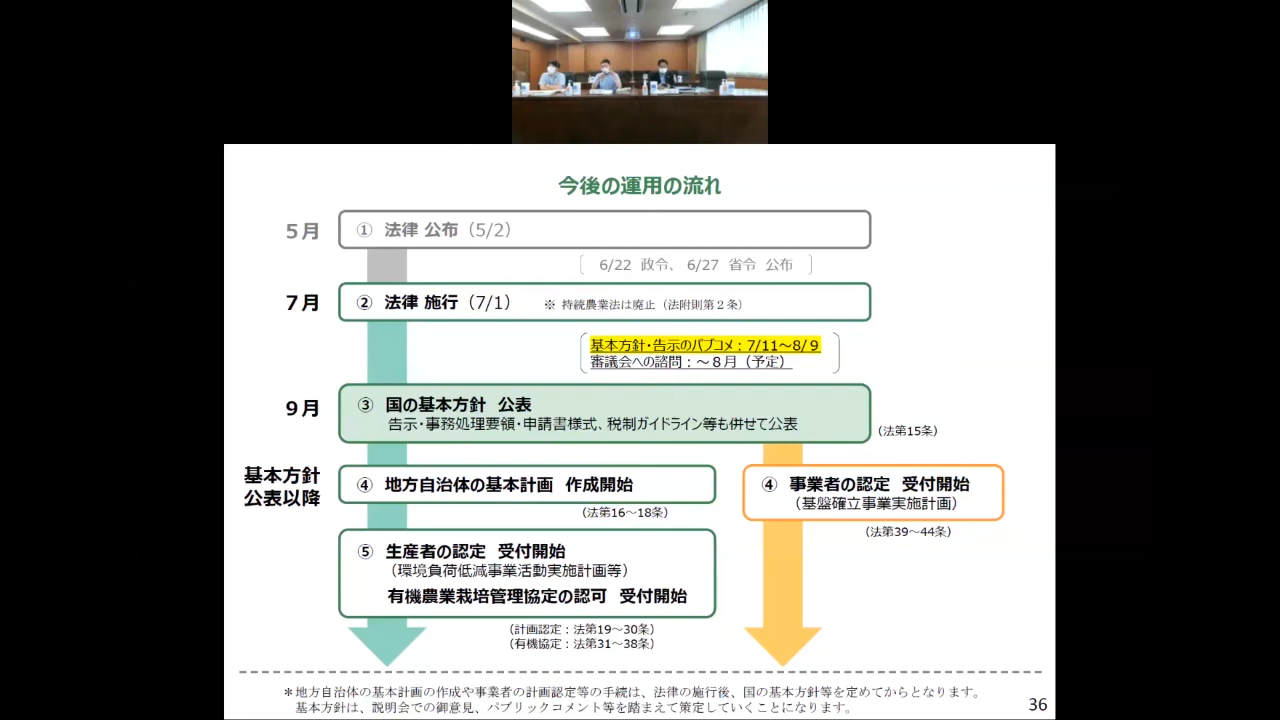 今後の運用の流れ
5月
① 法律 公布（5/2）
6/22 政令、6/27 省令 公布
7月
② 法律 施行（7/1） ※ 持続農業法は廃止（法附則第２条）
基本方針・告示のパブコメ：7/11～8/9
審議会への諮問：～８月（予定）
9月
③ 国の基本方針 公表
告示・事務処理要領・申請書様式、税制ガイドライン等も併せて公表
（法第15条）
基本方針
公表以降
④ 地方自治体の基本計画 作成開始
（法第16～18条）
④ 事業者の認定 受付開始
（基盤確立事業実施計画）
（法第39～44条）
⑤ 生産者の認定 受付開始
（環境負荷低減事業活動実施計画等）
有機農業栽培管理協定の認可 受付開始
（計画認定：法第19～30条）
（有機協定：法第31～38条）
＊地方自治体の基本計画の作成や事業者の計画認定等の手続は、法律の施行後、国の基本方針等を定めてからとなります。
基本方針は、説明会での御意見、パブリックコメント等を踏まえて策定していくことになります。
36